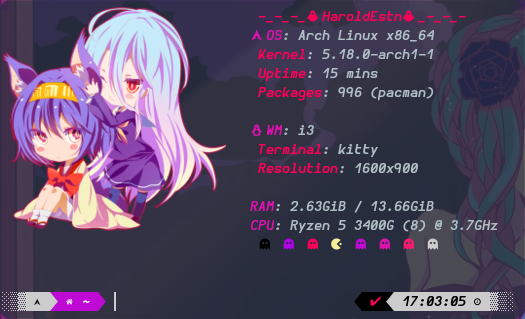 -_-_-_HaroldEstn_-_-_-
OS: Arch Linux x86_64
Kernel: 5.18.0-arch1-1
Uptime: 15 mins
Packages: 996 (pacman)
WM: i3
Terminal: kitty
Resolution: 1600x900
RAM: 2.63GiB / 13.66GiB
CPU: Ryzen 5 3400G (8) @ 3.7GHz
~ ✔ 17:03:05